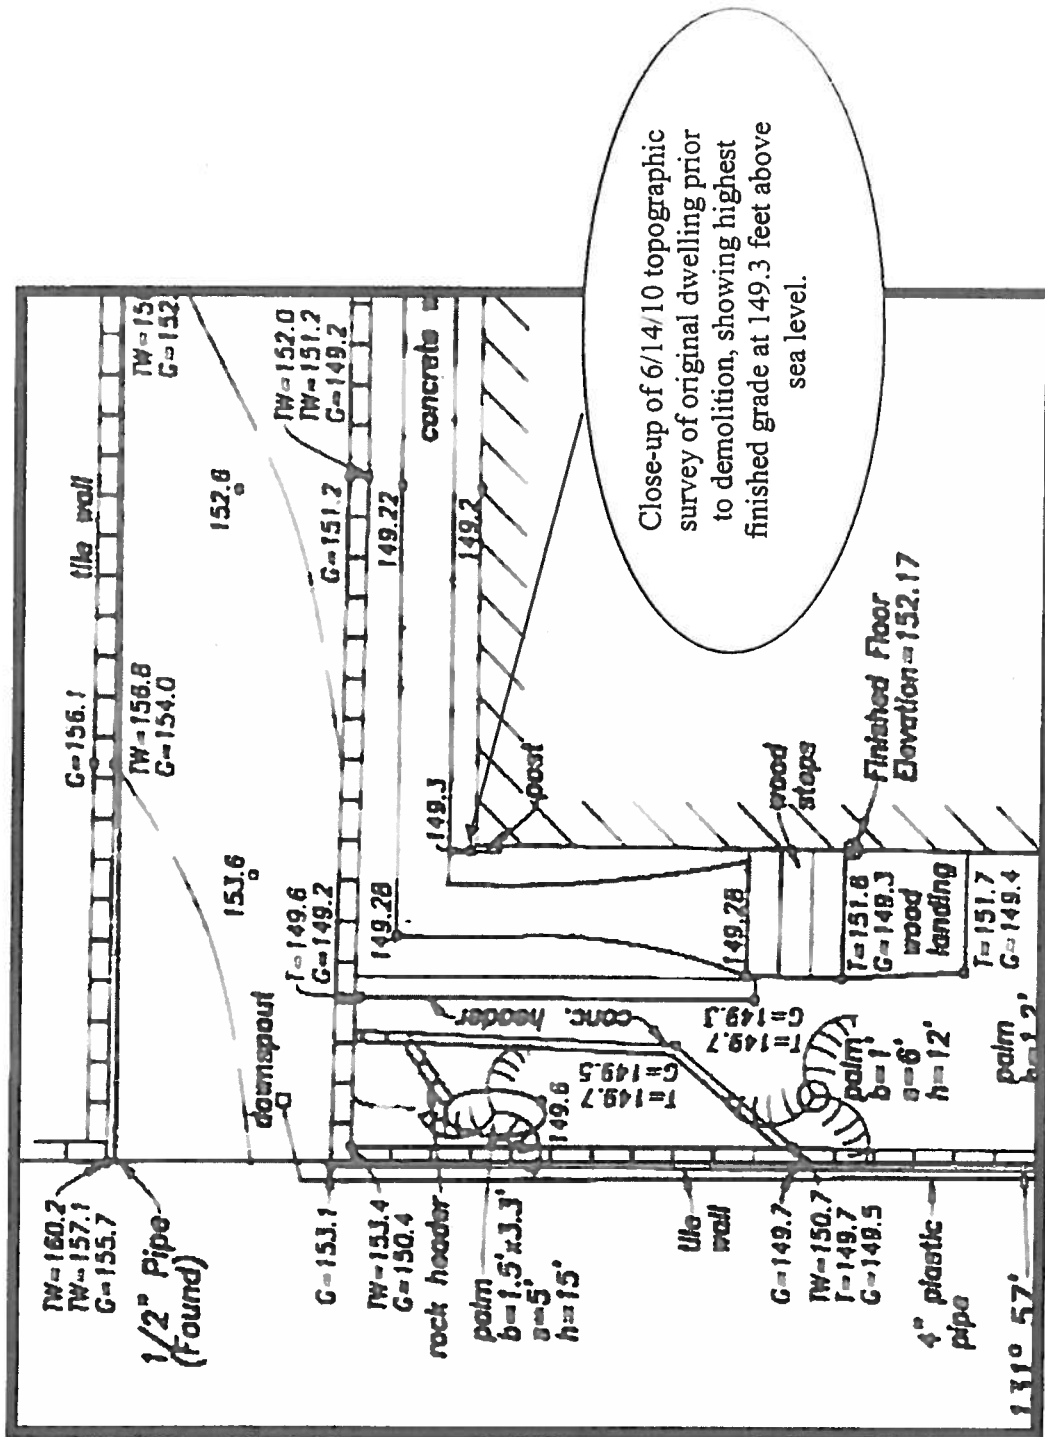 TW=160.2
TW=157.1
G=155.7
1/2" Pipe
(Found)
G=156.1
tile wall
TW=156.8
G=154.0
G=152.
153.6
152.8
downspout
G=153.1
TW=153.4
G=150.4
rock header
palm
b=1.5'x3.3'
s=5'
h=15'
T=149.6
G=149.2
149.28
G=151.2
149.22
TW=152.0
TW=151.2
G=149.2
concrete
149.3
149.2
post
conc. header
149.6
T=149.7
G=149.5
T=149.7
G=149.3
149.28
wood
steps
tile
wall
G=149.7
TW=150.7
T=149.7
G=149.5
palm
b=1'
s=6'
h=12'
T=151.6
G=149.3
wood
landing
T=151.7
G=149.4
Finished Floor
Elevation=152.17
4" plastic
pipe
palm
131° 57'
Close-up of 6/14/10 topographic
survey of original dwelling prior
to demolition, showing highest
finished grade at 149.3 feet above
sea level.